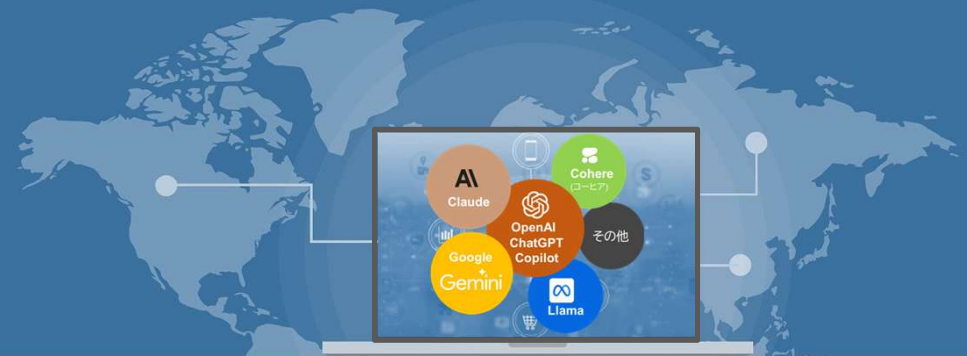 A\
Claude
Cohere
(コーヒア)
OpenAI
ChatGPT
Copilot
その他
Google
Gemini
Llama
$